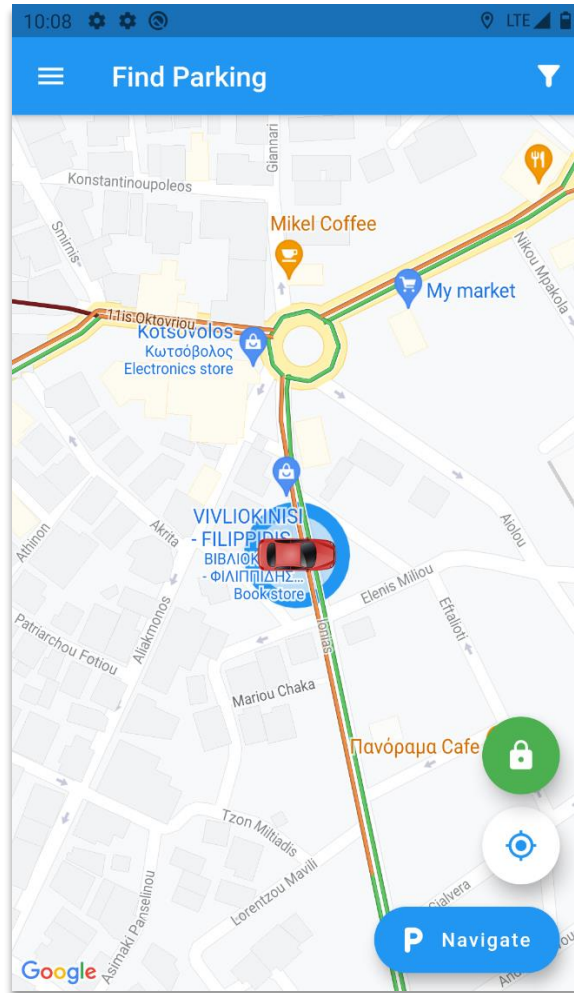 10:08
LTE
Find Parking
Konstantinoupoleos
Giannari
Mikel Coffee
Smirnis
Nikou Mpakola
My market
11is Oktovriou
Kotsovolos
Κωτσόβολος
Electronics store
VIVLIOKINISI
- FILIPPIDIS
ΒΙΒΛΙΟΚ
- ΦΙΛΙΠΠΙΔΗΣ...
Book store
Akrita
Athinon
Aiolou
Elenis Miliou
Eftalioti
Patriarchou Fotiou
Aliakmonos
Ionias
Mariou Chaka
Πανόραμα Cafe
Tzon Miltiadis
Lorentzou Mavili
Cialvera
Asimaki Panselinou
P Navigate
Google